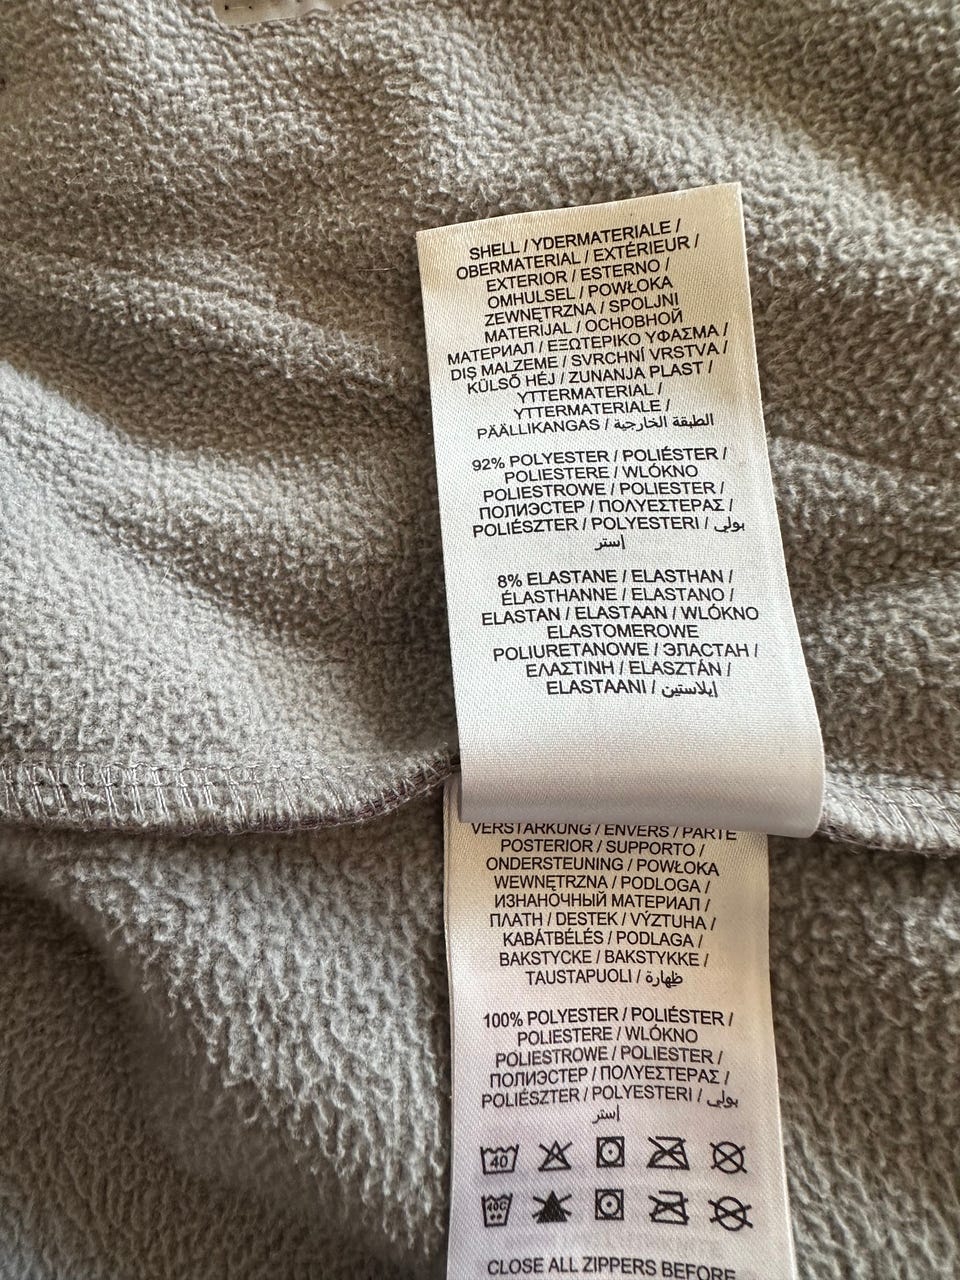 SHELL / YDERMATERIALE /
OBERMATERIAL / EXTÉRIEUR /
EXTERIOR / ESTERNO /
OMHULSEL / POWŁOKA
ZEWNĘTRZNA / SPOLJNI
MATERIJAL / ОСНОВНОЙ
МАТЕРИАЛ / ΕΞΩΤΕΡΙΚΟ ΥΦΑΣΜΑ /
DIŞ MALZEME / SVRCHNÍ VRSTVA /
KÜLSŐ HÉJ / ZUNANJA PLAST /
YTTERMATERIAL /
YTTERMATERIALE /
PÄÄLLIKANGAS / الطبقة الخارجية
92% POLYESTER / POLIÉSTER /
POLIESTERE / WLÓKNO
POLIESTROWE / POLIESTER /
ПОЛИЭСТЕР / ΠΟΛΥΕΣΤΕΡΑΣ /
POLIÉSZTER / POLYESTERI / بولي
إستر
8% ELASTANE / ELASTHAN /
ÉLASTHANNE / ELASTANO /
ELASTAN / ELASTAAN / WLÓKNO
ELASTOMEROWE
POLIURETANOWE / ЭЛАСТАН /
ΕΛΑΣΤΙΝΗ / ELASZTÁN /
ELASTAANI / إيلاستين
VERSTÄRKUNG / ENVERS / PARTE
POSTERIOR / SUPPORTO /
ONDERSTEUNING / POWŁOKA
WEWNĘTRZNA / PODLOGA /
ИЗНАНОЧНЫЙ МАТЕРИАЛ /
ΠΛΑΤΗ / DESTEK / VÝZTUHA /
KABÁTBÉLÉS / PODLAGA /
BAKSTYCKE / BAKSTYKKE /
TAUSTAPUOLI / ظهارة
100% POLYESTER / POLIÉSTER /
POLIESTERE / WLÓKNO
POLIESTROWE / POLIESTER /
ПОЛИЭСТЕР / ΠΟΛΥΕΣΤΕΡΑΣ /
POLIÉSZTER / POLYESTERI / بولي
إستر
40
40C
CLOSE ALL ZIPPERS BEFORE